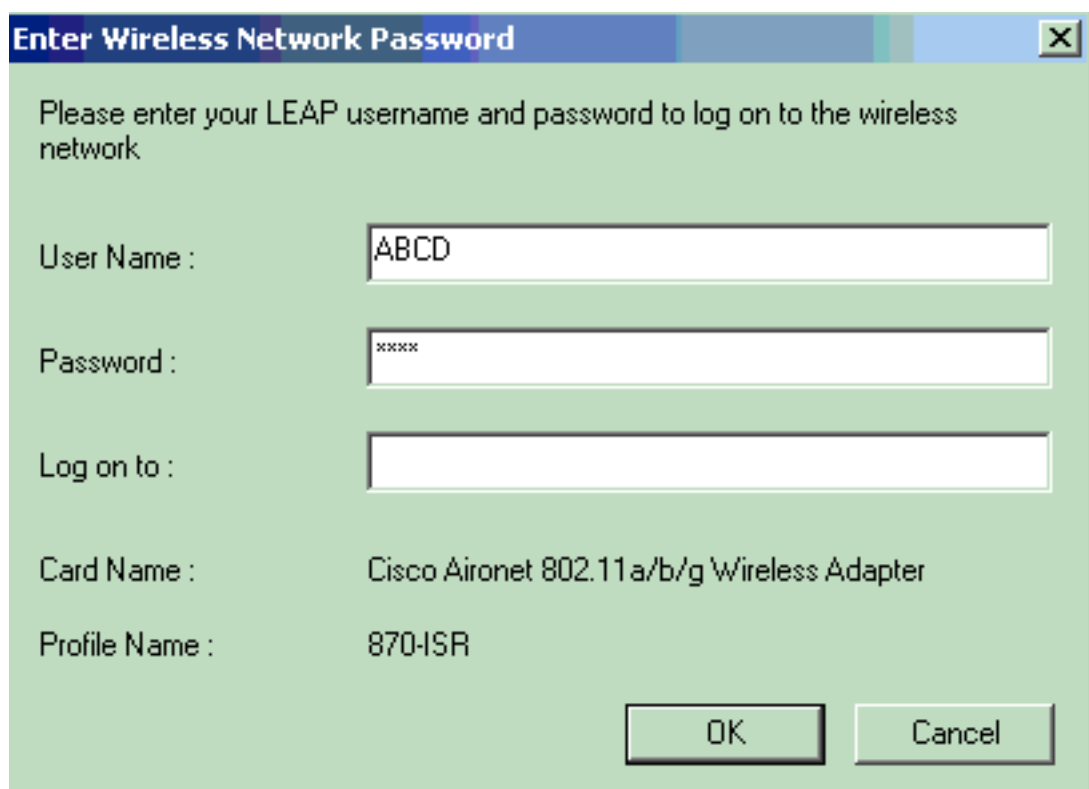 Enter Wireless Network Password
Please enter your LEAP username and password to log on to the wireless
network
User Name : ABCD
Password : ××××
Log on to :
Card Name : Cisco Aironet 802.11a/b/g Wireless Adapter
Profile Name : 870-ISR
OK Cancel